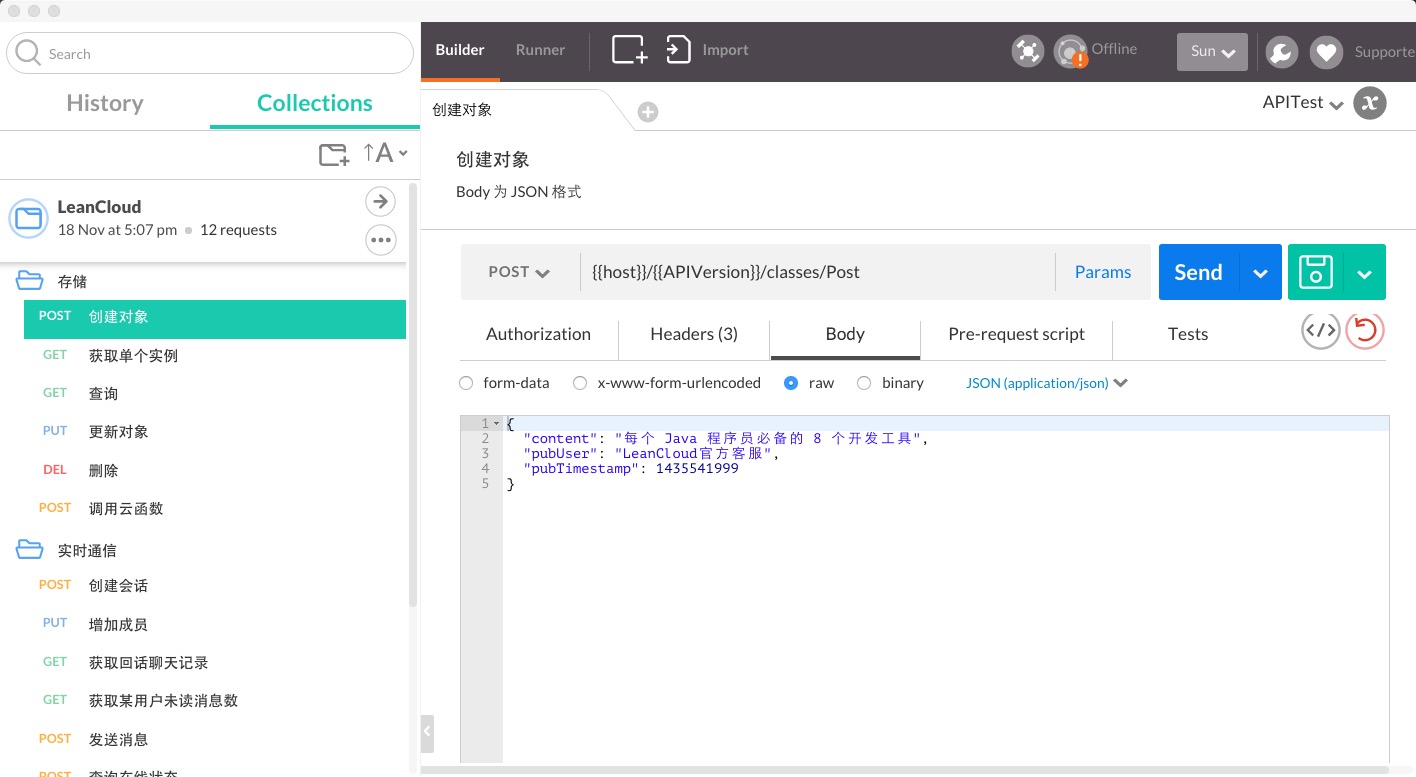 Search
Builder
Runner
Import
Offline
Sun
Supporte
History
Collections
创建对象
APITest
x
A
创建对象
Body 为 JSON 格式
LeanCloud
18 Nov at 5:07 pm
12 requests
存储
POST 创建对象
GET 获取单个实例
GET 查询
PUT 更新对象
DEL 删除
POST 调用云函数
实时通信
POST 创建会话
PUT 增加成员
GET 获取回话聊天记录
GET 获取某用户未读消息数
POST 发送消息
POST 查询在线状态
POST
{{host}}/{{APIVersion}}/classes/Post
Params
Send
Authorization
Headers (3)
Body
Pre-request script
Tests
</>
form-data
x-www-form-urlencoded
raw
binary
JSON (application/json)
1 {
2 "content": "每个 Java 程序员必备的 8 个开发工具",
3 "pubUser": "LeanCloud官方客服",
4 "pubTimestamp": 1435541999
5 }